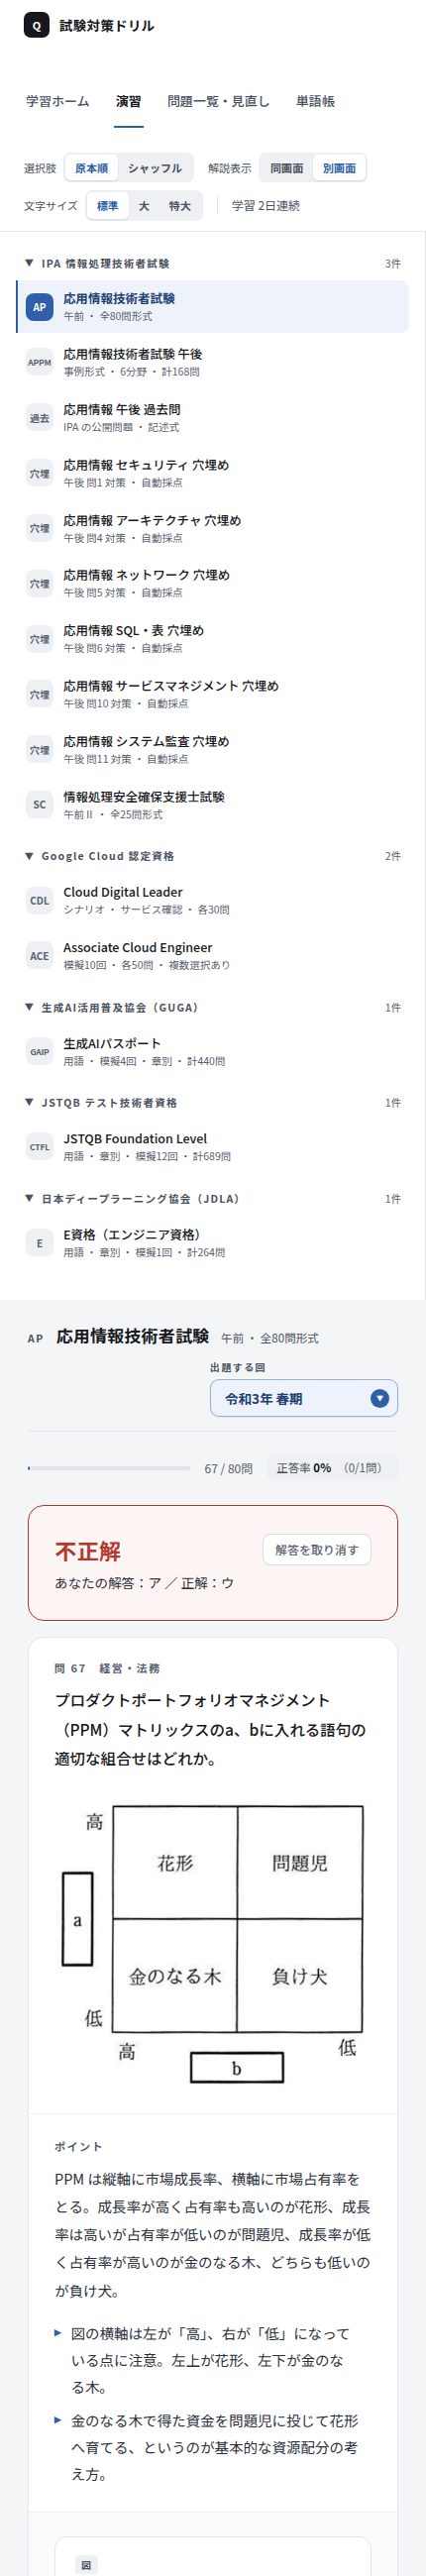 Q 試験対策ドリル
学習ホーム 演習 問題一覧・見直し 単語帳
選択肢 原本順 シャッフル 解説表示 同画面 別画面
文字サイズ 標準 大 特大 学習 2日連続
▼ IPA 情報処理技術者試験 3件
AP 応用情報技術者試験
午前 ・ 全80問形式
APPM 応用情報技術者試験 午後
事例形式 ・ 6分野 ・ 計168問
過去 応用情報 午後 過去問
IPA の公開問題 ・ 記述式
穴埋 応用情報 セキュリティ 穴埋め
午後 問1 対策 ・ 自動採点
穴埋 応用情報 アーキテクチャ 穴埋め
午後 問4 対策 ・ 自動採点
穴埋 応用情報 ネットワーク 穴埋め
午後 問5 対策 ・ 自動採点
穴埋 応用情報 SQL・表 穴埋め
午後 問6 対策 ・ 自動採点
穴埋 応用情報 サービスマネジメント 穴埋め
午後 問10 対策 ・ 自動採点
穴埋 応用情報 システム監査 穴埋め
午後 問11 対策 ・ 自動採点
SC 情報処理安全確保支援士試験
午前Ⅱ ・ 全25問形式
▼ Google Cloud 認定資格 2件
CDL Cloud Digital Leader
シナリオ ・ サービス確認 ・ 各30問
ACE Associate Cloud Engineer
模擬10回 ・ 各50問 ・ 複数選択あり
▼ 生成AI活用普及協会（GUGA） 1件
GAIP 生成AIパスポート
用語 ・ 模擬4回 ・ 章別 ・ 計440問
▼ JSTQB テスト技術者資格 1件
CTFL JSTQB Foundation Level
用語 ・ 章別 ・ 模擬12回 ・ 計689問
▼ 日本ディープラーニング協会（JDLA） 1件
E E資格（エンジニア資格）
用語 ・ 章別 ・ 模擬1回 ・ 計264問
AP 応用情報技術者試験 午前 ・ 全80問形式
出題する回
令和3年 春期 ▼
67 / 80問 正答率 0% （0/1問）
不正解 解答を取り消す
あなたの解答：ア ／ 正解：ウ
問 67 経営・法務
プロダクトポートフォリオマネジメント
（PPM）マトリックスのa、bに入れる語句の
適切な組合せはどれか。
高
花形 問題児
a
金のなる木 負け犬
低
高 低
b
ポイント
PPM は縦軸に市場成長率、横軸に市場占有率を
とる。成長率が高く占有率も高いのが花形、成長
率は高いが占有率が低いのが問題児、成長率が低
く占有率が高いのが金のなる木、どちらも低いの
が負け犬。
▶ 図の横軸は左が「高」、右が「低」になって
いる点に注意。左上が花形、左下が金のな
る木。
▶ 金のなる木で得た資金を問題児に投じて花形
へ育てる、というのが基本的な資源配分の考
え方。
図